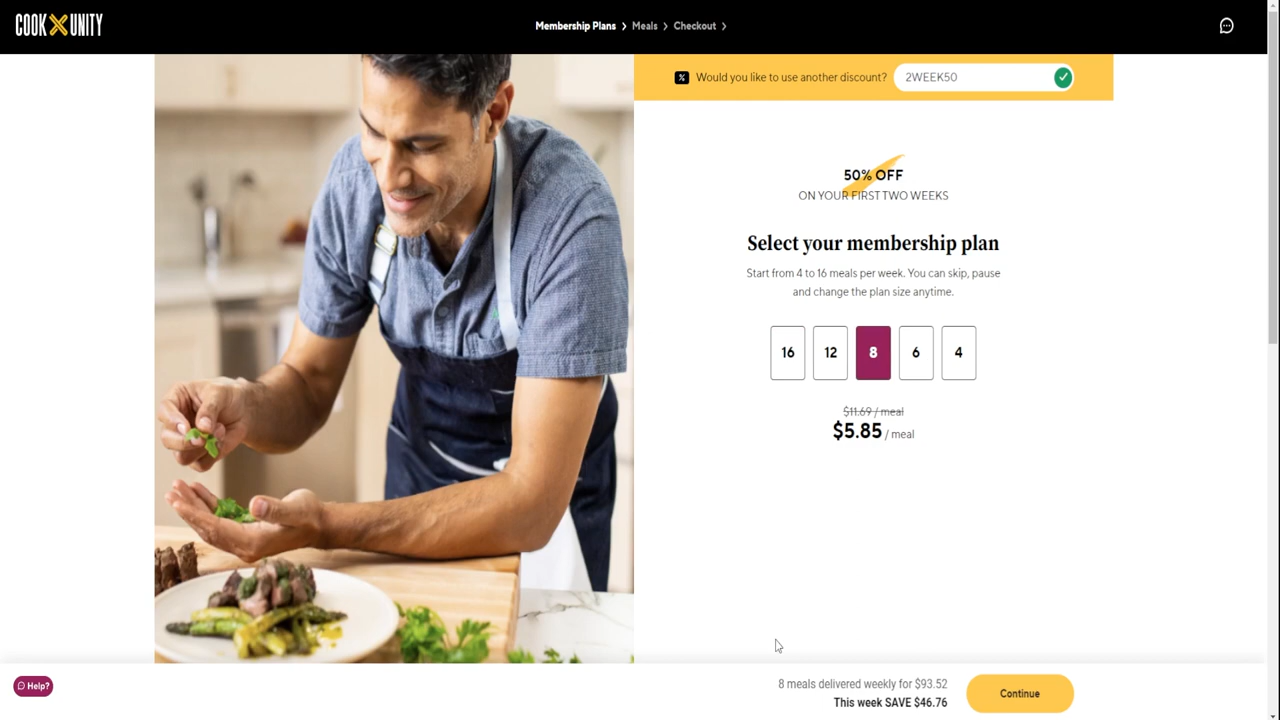 COOK UNITY
Membership Plans
Meals
Checkout
% Would you like to use another discount? 2WEEK50
50% OFF
ON YOUR FIRST TWO WEEKS
Select your membership plan
Start from 4 to 16 meals per week. You can skip, pause
and change the plan size anytime.
16 12 8 6 4
$11.69 / meal
$5.85 / meal
Help?
8 meals delivered weekly for $93.52
This week SAVE $46.76
Continue